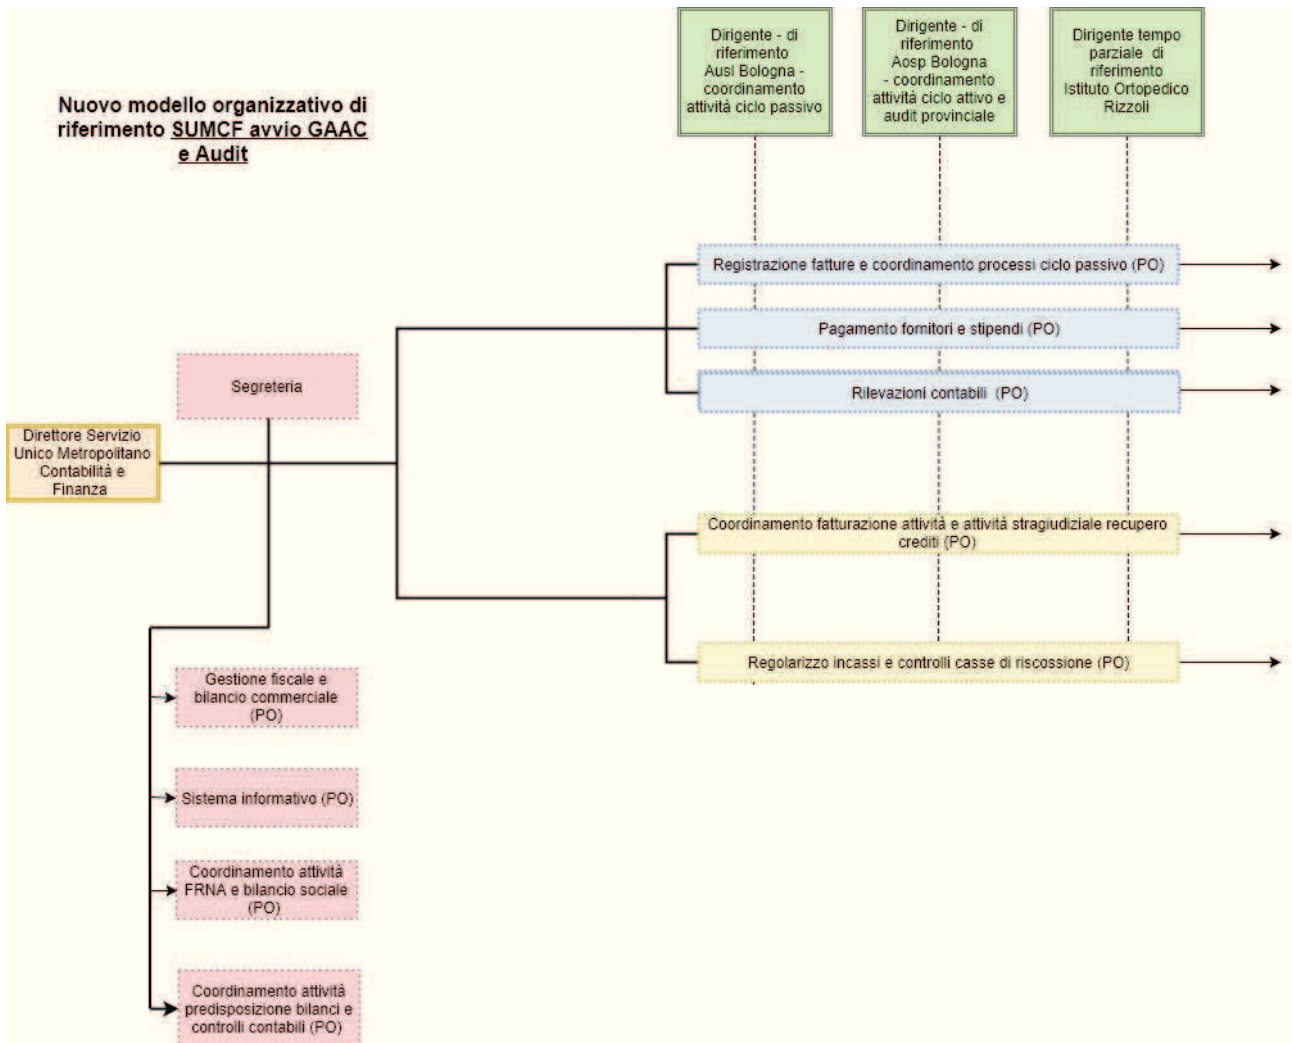 Nuovo modello organizzativo di
riferimento SUMCF avvio GAAC
e Audit
Dirigente - di
riferimento
Ausl Bologna -
coordinamento
attività ciclo passivo
Dirigente - di
riferimento
Aosp Bologna
- coordinamento
attività ciclo attivo e
audit provinciale
Dirigente tempo
parziale di
riferimento
Istituto Ortopedico
Rizzoli
Registrazione fatture e coordinamento processi ciclo passivo (PO)
Pagamento fornitori e stipendi (PO)
Rilevazioni contabili (PO)
Segreteria
Direttore Servizio
Unico Metropolitano
Contabilità e
Finanza
Coordinamento fatturazione attività e attività stragiudiziale recupero
crediti (PO)
Regolarizzo incassi e controlli casse di riscossione (PO)
Gestione fiscale e
bilancio commerciale
(PO)
Sistema informativo (PO)
Coordinamento attività
FRNA e bilancio sociale
(PO)
Coordinamento attività
predisposizione bilanci e
controlli contabili (PO)